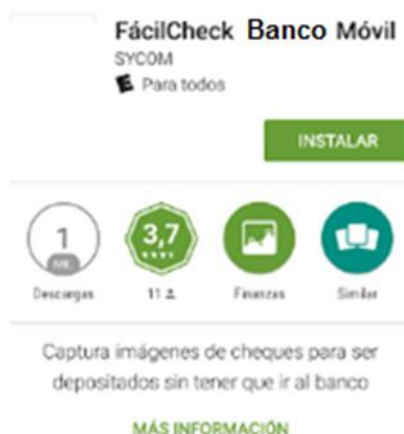 FácilCheck Banco Móvil
SYCOM
E Para todos
INSTALAR
1
MIL
3,7
Descargas
11
Finanzas
Similar
Captura imágenes de cheques para ser
depositados sin tener que ir al banco
MÁS INFORMACIÓN